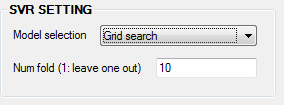 SVR SETTING
Model selection Grid search
Num fold (1: leave one out) 10